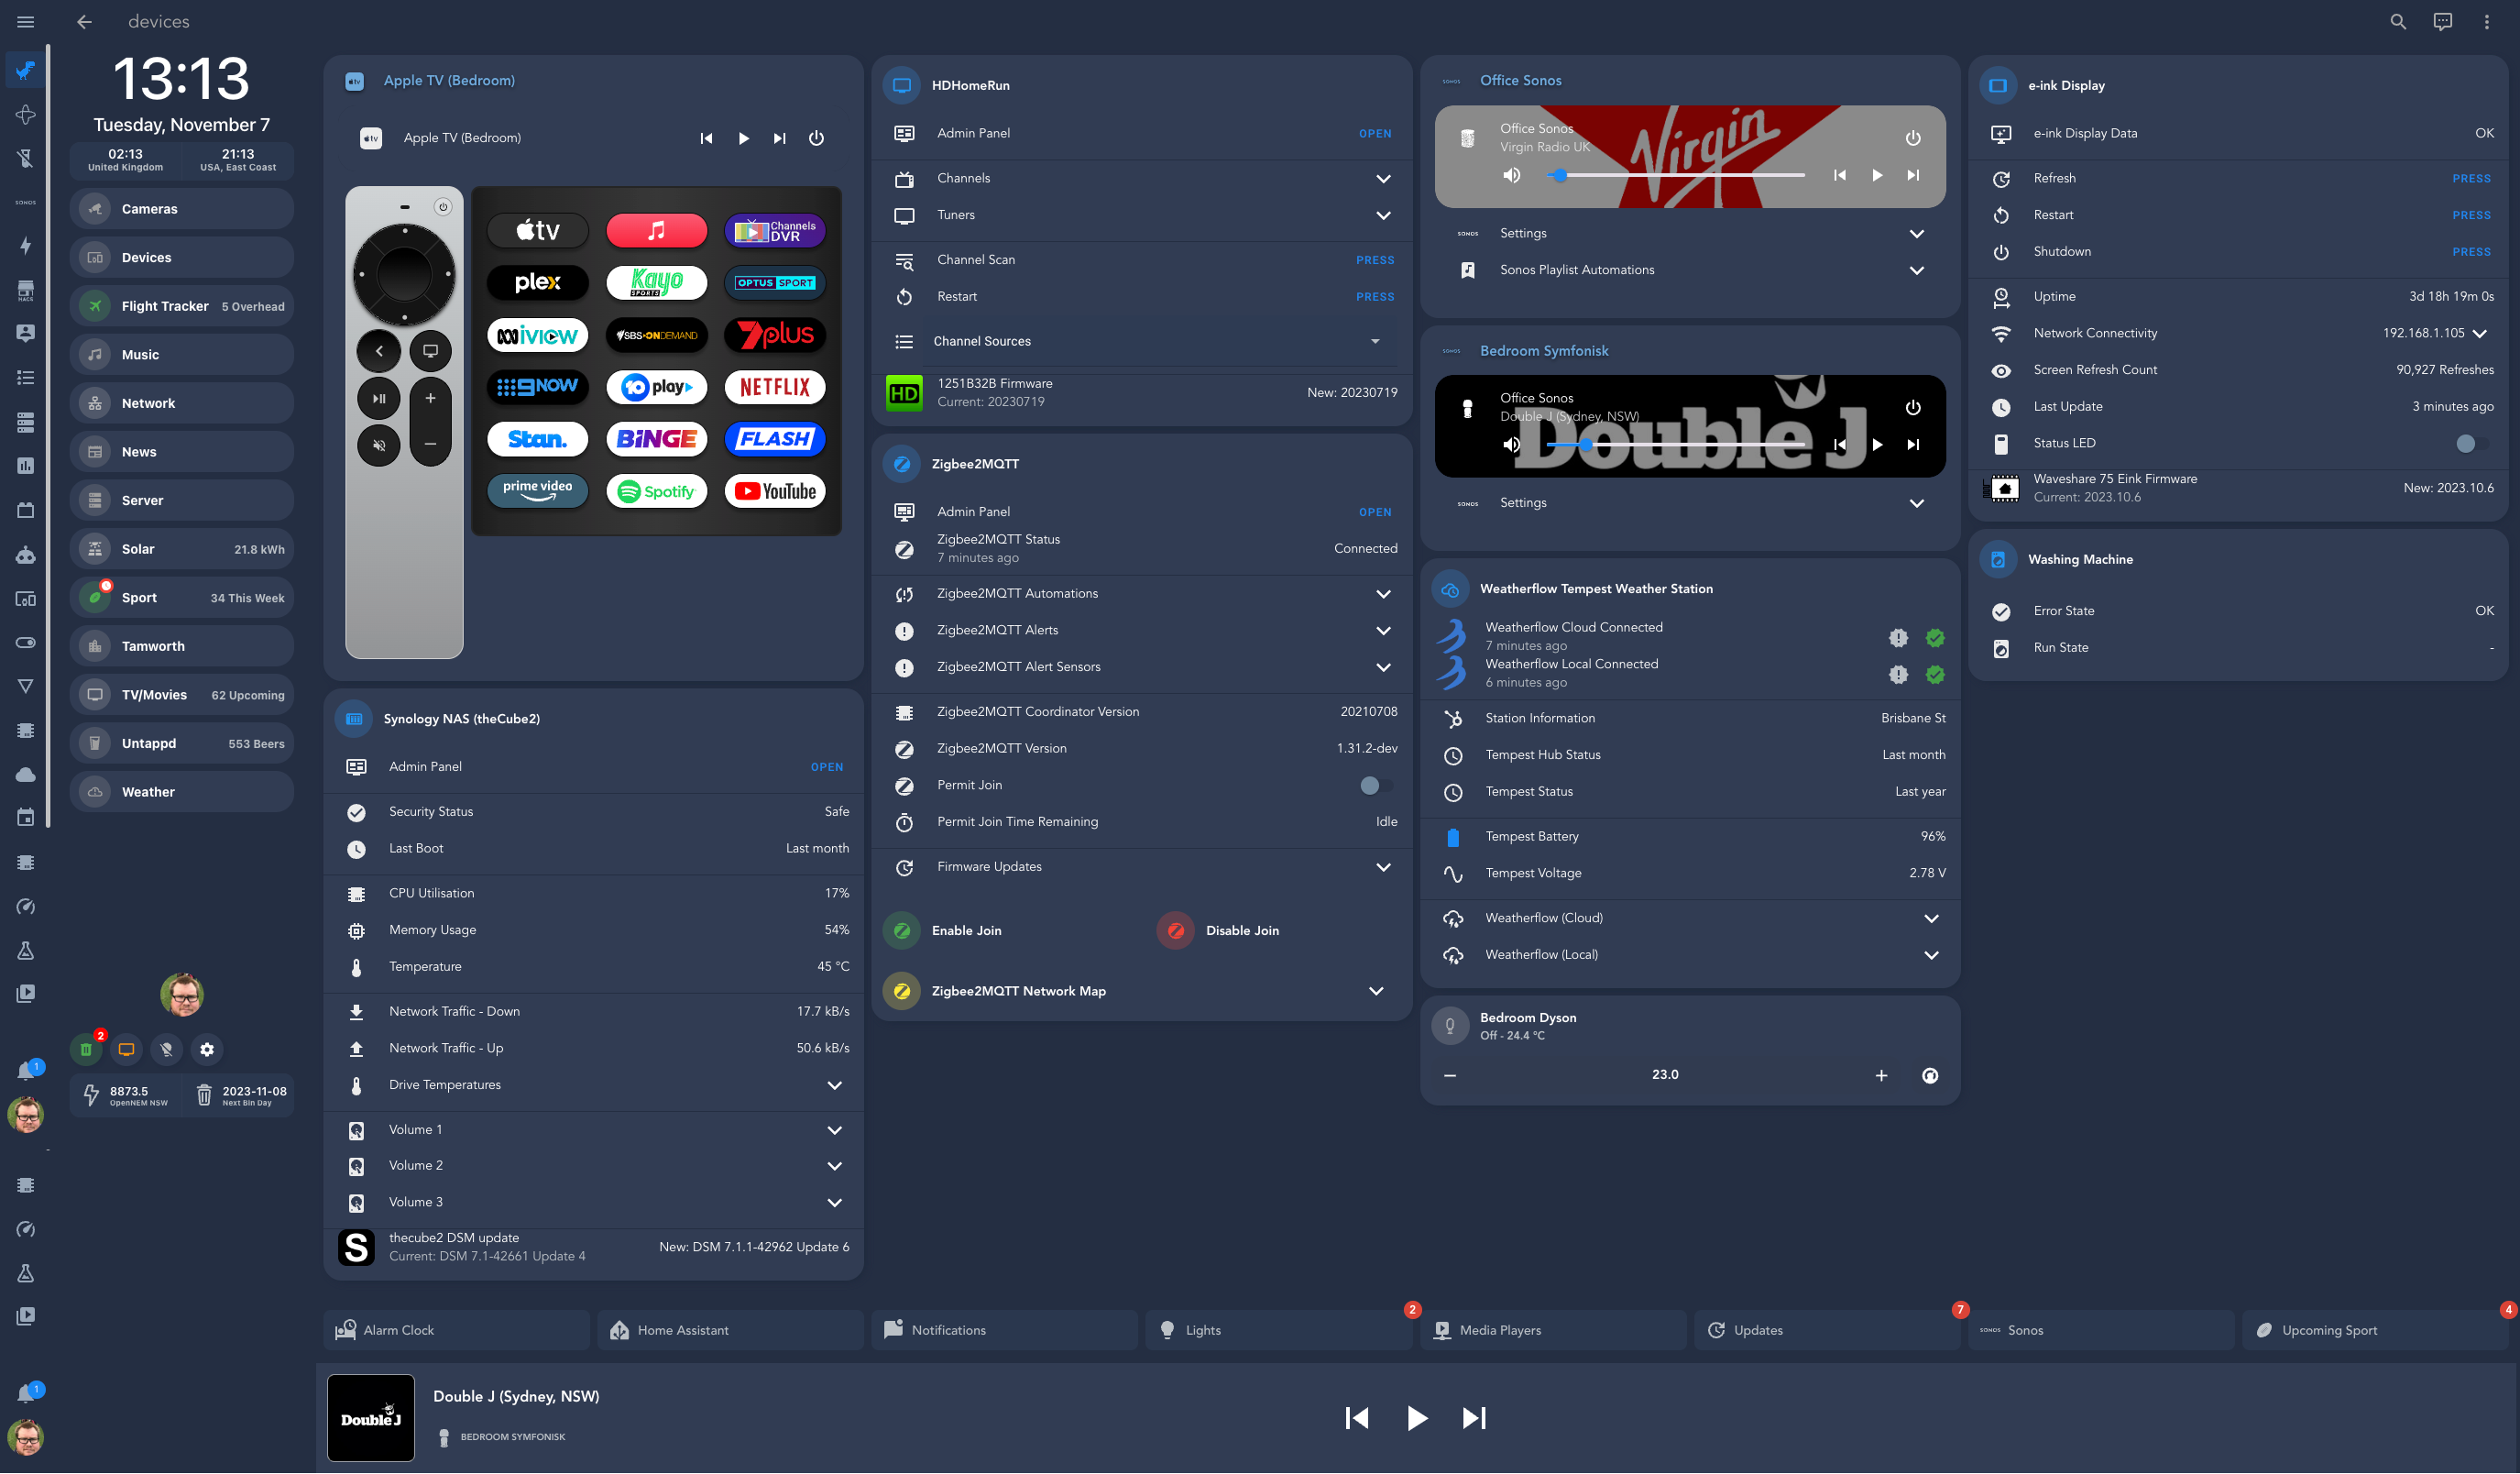 devices
13:13
Tuesday, November 7
02:13
United Kingdom
21:13
USA, East Coast
Cameras
Devices
Flight Tracker 5 Overhead
Music
Network
News
Server
Solar 21.8 kWh
Sport 34 This Week
Tamworth
TV/Movies 62 Upcoming
Untappd 553 Beers
Weather
2
8873.5
OpenNEM NSW
2023-11-08
Next Bin Day
SONOS
HACS
1
1
Apple TV (Bedroom)
Apple TV (Bedroom)
tv
Channels DVR
plex
Kayo SPORTS
OPTUS SPORT
iview
SBS ON DEMAND
7plus
9NOW
10 play
NETFLIX
Stan.
BINGE
FLASH
prime video
Spotify
YouTube
Synology NAS (theCube2)
Admin Panel OPEN
Security Status Safe
Last Boot Last month
CPU Utilisation 17%
Memory Usage 54%
Temperature 45 °C
Network Traffic - Down 17.7 kB/s
Network Traffic - Up 50.6 kB/s
Drive Temperatures
Volume 1
Volume 2
Volume 3
S
thecube2 DSM update
Current: DSM 7.1-42661 Update 4
New: DSM 7.1.1-42962 Update 6
HDHomeRun
Admin Panel OPEN
Channels
Tuners
Channel Scan PRESS
Restart PRESS
Channel Sources
HD
1251B32B Firmware
Current: 20230719
New: 20230719
Zigbee2MQTT
Admin Panel OPEN
Zigbee2MQTT Status
7 minutes ago
Connected
Zigbee2MQTT Automations
Zigbee2MQTT Alerts
Zigbee2MQTT Alert Sensors
Zigbee2MQTT Coordinator Version 20210708
Zigbee2MQTT Version 1.31.2-dev
Permit Join
Permit Join Time Remaining Idle
Firmware Updates
Enable Join
Disable Join
Zigbee2MQTT Network Map
SONOS Office Sonos
Virgin
Office Sonos
Virgin Radio UK
SONOS Settings
Sonos Playlist Automations
SONOS Bedroom Symfonisk
Double J
Office Sonos
Double J (Sydney, NSW)
SONOS Settings
Weatherflow Tempest Weather Station
Weatherflow Cloud Connected
7 minutes ago
Weatherflow Local Connected
6 minutes ago
Station Information Brisbane St
Tempest Hub Status Last month
Tempest Status Last year
Tempest Battery 96%
Tempest Voltage 2.78 V
Weatherflow (Cloud)
Weatherflow (Local)
Bedroom Dyson
Off - 24.4 °C
23.0
e-ink Display
e-ink Display Data OK
Refresh PRESS
Restart PRESS
Shutdown PRESS
Uptime 3d 18h 19m 0s
Network Connectivity 192.168.1.105
Screen Refresh Count 90,927 Refreshes
Last Update 3 minutes ago
Status LED
Waveshare 75 Eink Firmware
Current: 2023.10.6
New: 2023.10.6
Washing Machine
Error State OK
Run State -
Alarm Clock
Home Assistant
Notifications
Lights 2
Media Players
Updates 7
SONOS Sonos
Upcoming Sport 4
Double J
Double J (Sydney, NSW)
BEDROOM SYMFONISK